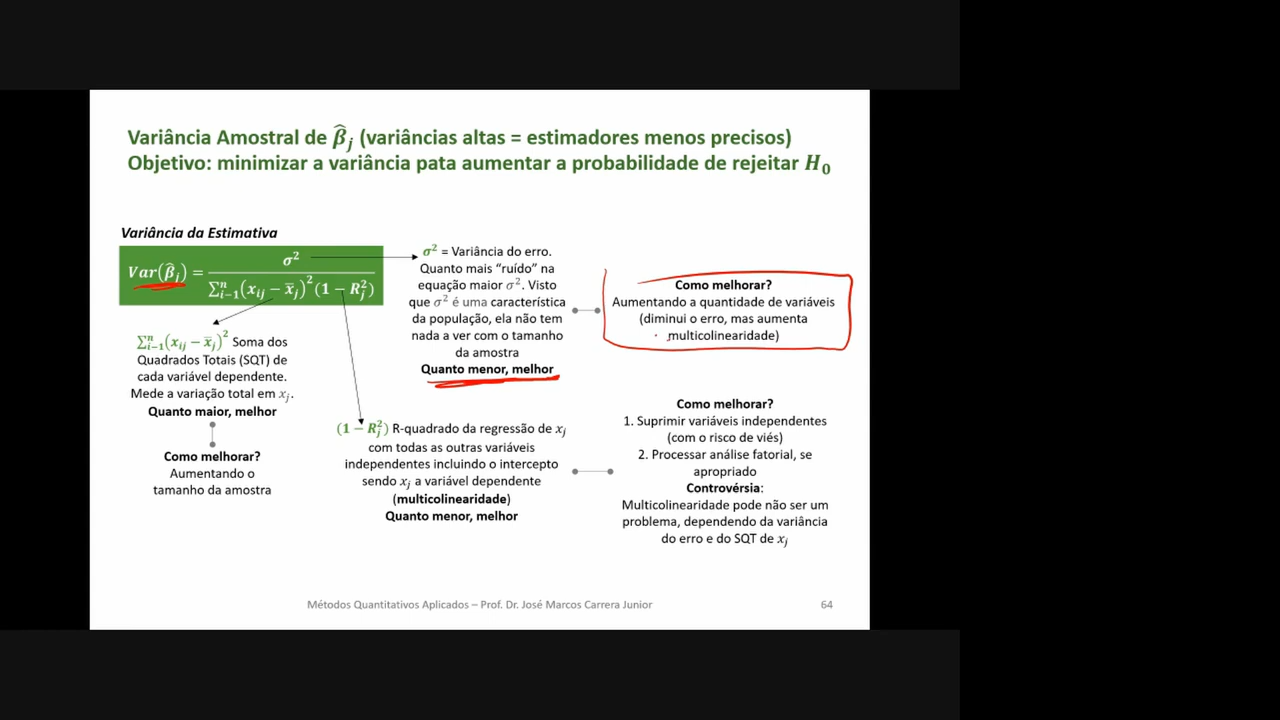 Variância Amostral de β̂ⱼ (variâncias altas = estimadores menos precisos)
Objetivo: minimizar a variância pata aumentar a probabilidade de rejeitar H₀
Variância da Estimativa
Var(β̂ⱼ) = σ² / ∑ⁿᵢ₋₁(xᵢⱼ − x̄ⱼ)²(1 − Rⱼ²)
∑ⁿᵢ₋₁(xᵢⱼ − x̄ⱼ)² Soma dos
Quadrados Totais (SQT) de
cada variável dependente.
Mede a variação total em xⱼ.
Quanto maior, melhor
Como melhorar?
Aumentando o
tamanho da amostra
σ² = Variância do erro.
Quanto mais “ruído” na
equação maior σ². Visto
que σ² é uma característica
da população, ela não tem
nada a ver com o tamanho
da amostra
Quanto menor, melhor
Como melhorar?
Aumentando a quantidade de variáveis
(diminui o erro, mas aumenta
multicolinearidade)
(1 − Rⱼ²) R-quadrado da regressão de xⱼ
com todas as outras variáveis
independentes incluindo o intercepto
sendo xⱼ a variável dependente
(multicolinearidade)
Quanto menor, melhor
Como melhorar?
1. Suprimir variáveis independentes
(com o risco de viés)
2. Processar análise fatorial, se
apropriado
Controvérsia:
Multicolinearidade pode não ser um
problema, dependendo da variância
do erro e do SQT de xⱼ
Métodos Quantitativos Aplicados – Prof. Dr. José Marcos Carrera Junior
64